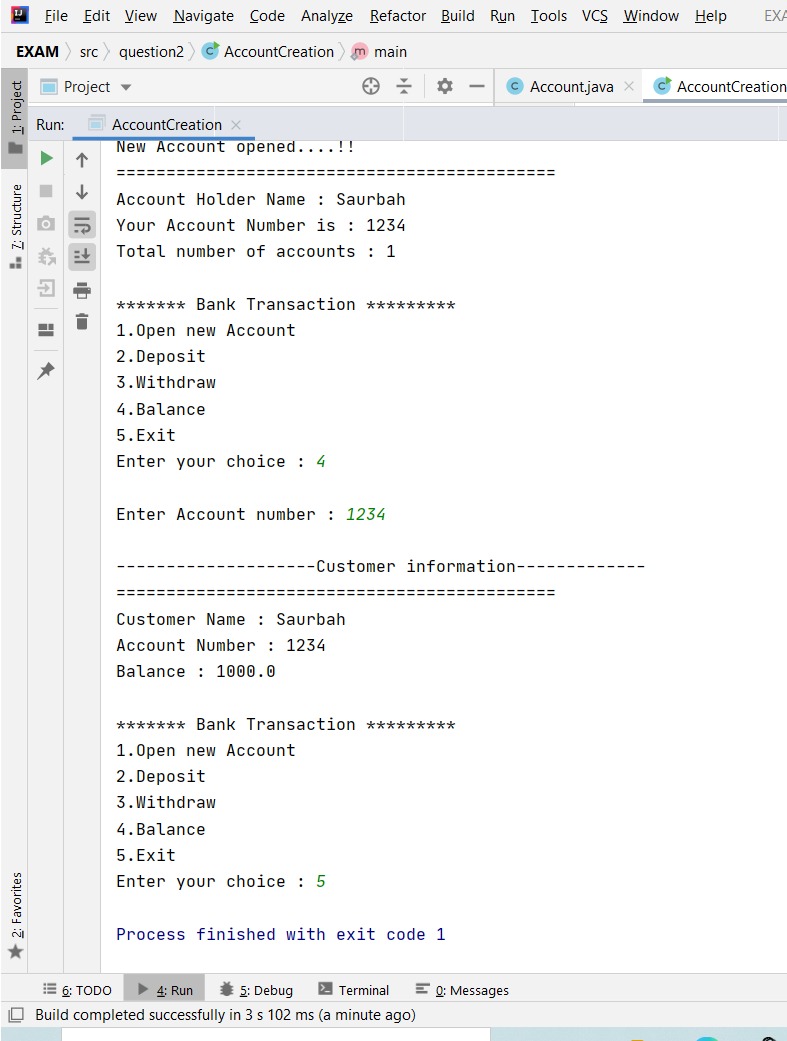 File Edit View Navigate Code Analyze Refactor Build Run Tools VCS Window Help EXA
EXAM src question2 AccountCreation main
1: Project
Project
Account.java
AccountCreation
Run: AccountCreation
7: Structure
New Account opened....!!
============================================
Account Holder Name : Saurbah
Your Account Number is : 1234
Total number of accounts : 1
******* Bank Transaction *********
1.Open new Account
2.Deposit
3.Withdraw
4.Balance
5.Exit
Enter your choice : 4
Enter Account number : 1234
--------------------Customer information-------------
============================================
Customer Name : Saurbah
Account Number : 1234
Balance : 1000.0
******* Bank Transaction *********
1.Open new Account
2.Deposit
3.Withdraw
4.Balance
5.Exit
Enter your choice : 5
Process finished with exit code 1
2: Favorites
6: TODO 4: Run 5: Debug Terminal 0: Messages
Build completed successfully in 3 s 102 ms (a minute ago)